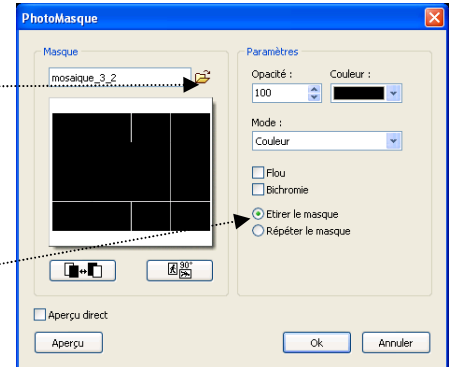 PhotoMasque
Masque
mosaique_3_2
90°
Aperçu direct
Aperçu
Paramètres
Opacité : Couleur :
100
Mode :
Couleur
Flou
Bichromie
Etirer le masque
Répéter le masque
Ok Annuler